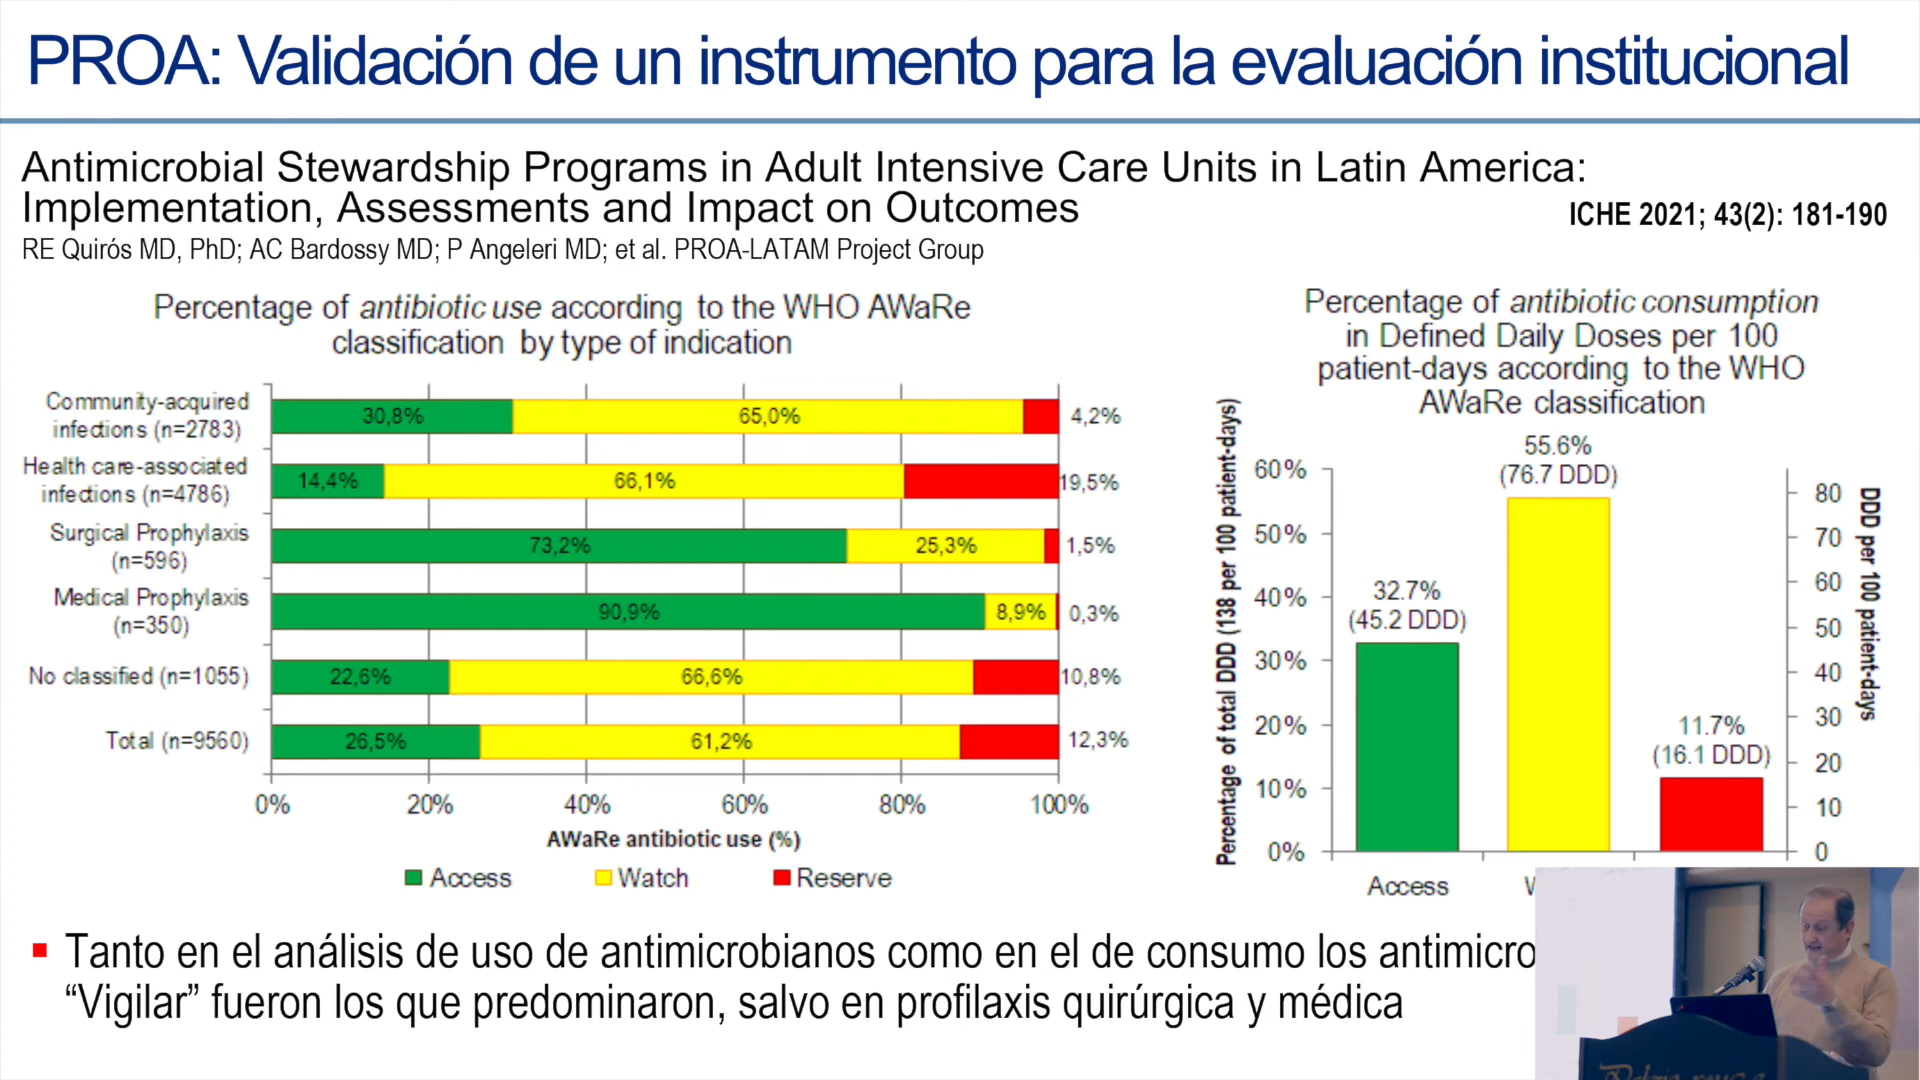 PROA: Validación de un instrumento para la evaluación institucional
Antimicrobial Stewardship Programs in Adult Intensive Care Units in Latin America:
Implementation, Assessments and Impact on Outcomes
ICHE 2021; 43(2): 181-190
RE Quirós MD, PhD; AC Bardossy MD; P Angeleri MD; et al. PROA-LATAM Project Group
Percentage of antibiotic use according to the WHO AWaRe
classification by type of indication
Community-acquired
infections (n=2783)
30,8%
65,0%
4,2%
Health care-associated
infections (n=4786)
14,4%
66,1%
19,5%
Surgical Prophylaxis
(n=596)
73,2%
25,3%
1,5%
Medical Prophylaxis
(n=350)
90,9%
8,9%
0,3%
No classified (n=1055)
22,6%
66,6%
10,8%
Total (n=9560)
26,5%
61,2%
12,3%
0%
20%
40%
60%
80%
100%
AWaRe antibiotic use (%)
Access
Watch
Reserve
Percentage of antibiotic consumption
in Defined Daily Doses per 100
patient-days according to the WHO
AWaRe classification
Percentage of total DDD (138 per 100 patient-days)
60%
50%
40%
30%
20%
10%
0%
32.7%
(45.2 DDD)
55.6%
(76.7 DDD)
11.7%
(16.1 DDD)
80
70
60
50
40
30
20
10
0
DDD per 100 patient-days
Access
Tanto en el análisis de uso de antimicrobianos como en el de consumo los antimicro
“Vigilar” fueron los que predominaron, salvo en profilaxis quirúrgica y médica